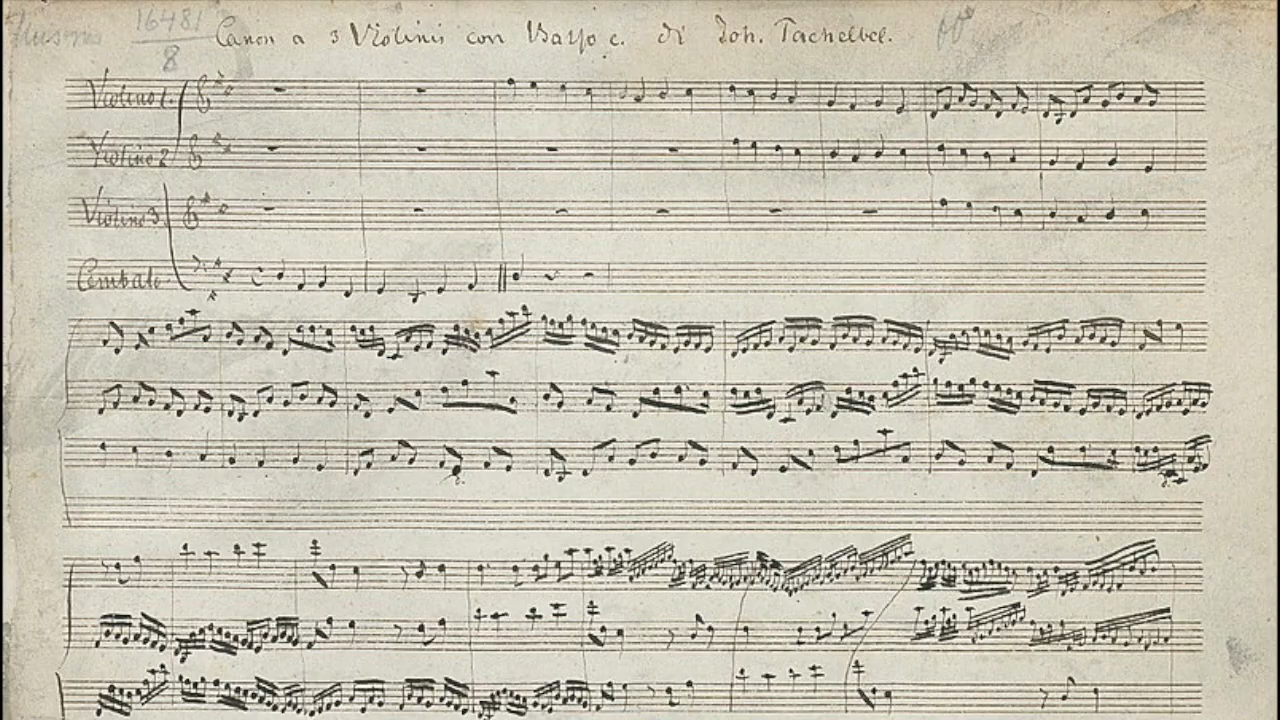 16481
8
Canon a 3 Violinis con Basso c. di Joh. Pachelbel.
Violino 1.
Violino 2
Violino 3
Cembalo.